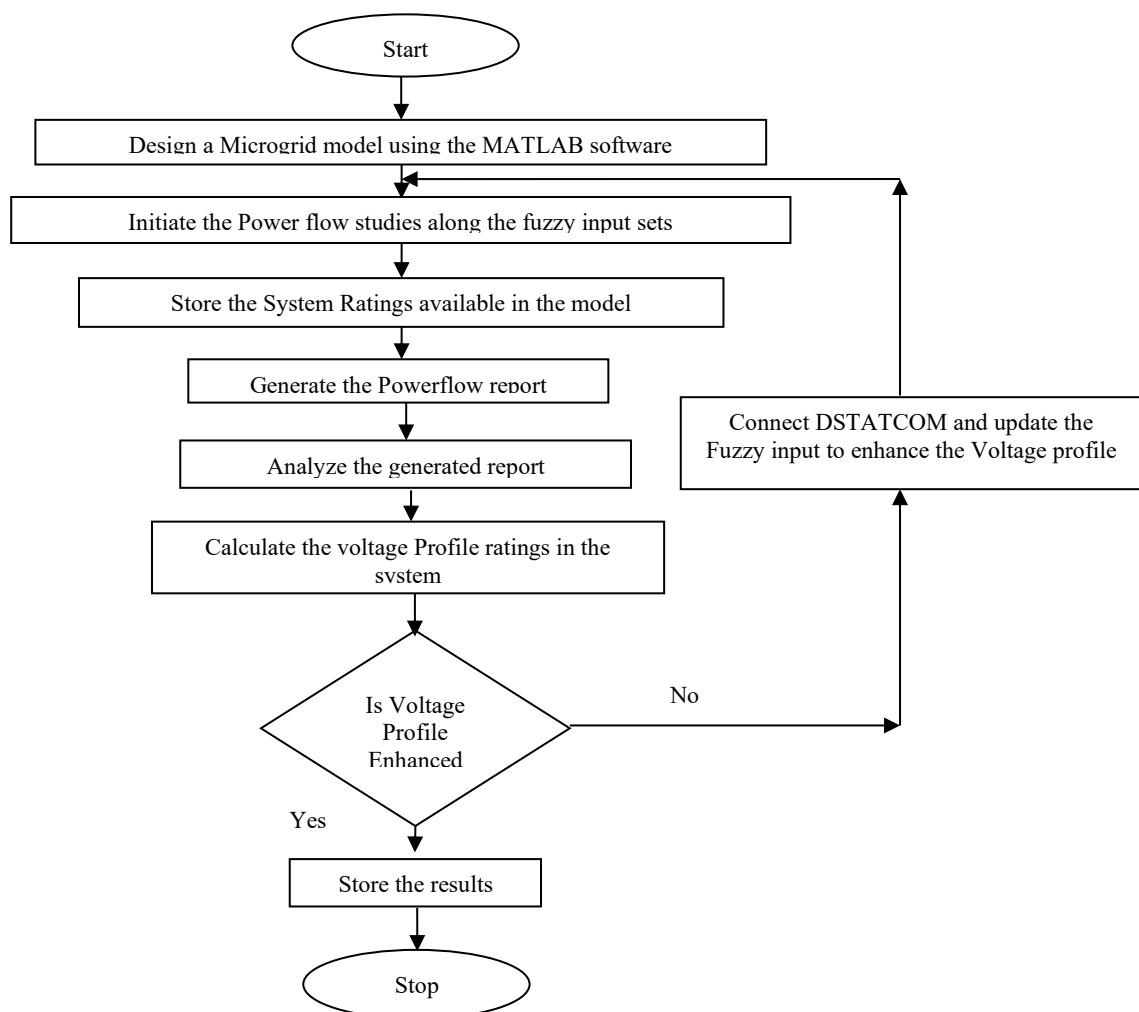 Start
Design a Microgrid model using the MATLAB software
Initiate the Power flow studies along the fuzzy input sets
Store the System Ratings available in the model
Generate the Powerflow report
Connect DSTATCOM and update the
Fuzzy input to enhance the Voltage profile
Analyze the generated report
Calculate the voltage Profile ratings in the
system
Is Voltage
Profile
Enhanced
No
Yes
Store the results
Stop